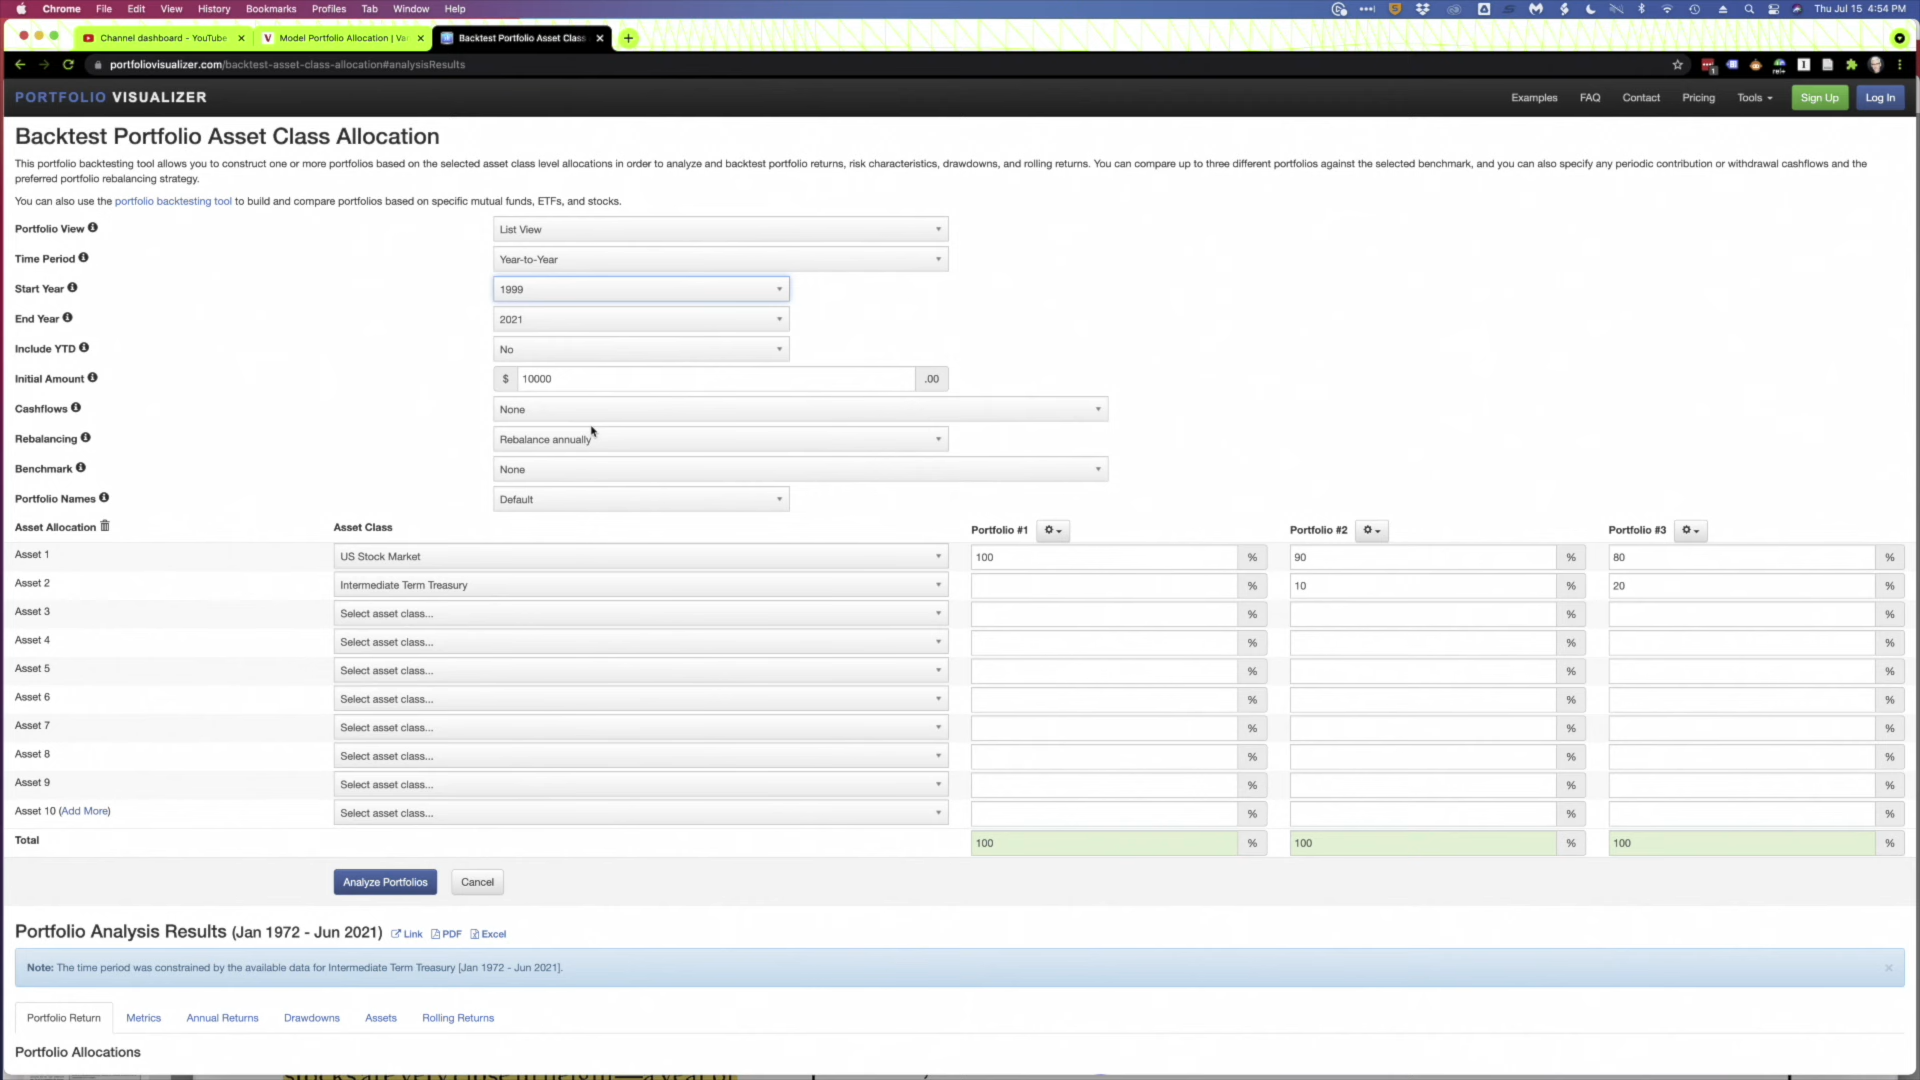 Chrome File Edit View History Bookmarks Profiles Tab Window Help Thu Jul 15 4:54 PM
Channel dashboard - YouTube Model Portfolio Allocation | Va Backtest Portfolio Asset Class
portfoliovisualizer.com/backtest-asset-class-allocation#analysisResults
PORTFOLIO VISUALIZER Examples FAQ Contact Pricing Tools Sign Up Log In
Backtest Portfolio Asset Class Allocation
This portfolio backtesting tool allows you to construct one or more portfolios based on the selected asset class level allocations in order to analyze and backtest portfolio returns, risk characteristics, drawdowns, and rolling returns. You can compare up to three different portfolios against the selected benchmark, and you can also specify any periodic contribution or withdrawal cashflows and the
preferred portfolio rebalancing strategy.
You can also use the portfolio backtesting tool to build and compare portfolios based on specific mutual funds, ETFs, and stocks.
Portfolio View List View
Time Period Year-to-Year
Start Year 1999
End Year 2021
Include YTD No
Initial Amount $ 10000 .00
Cashflows None
Rebalancing Rebalance annually
Benchmark None
Portfolio Names Default
Asset Allocation Asset Class Portfolio #1 Portfolio #2 Portfolio #3
Asset 1 US Stock Market 100 % 90 % 80 %
Asset 2 Intermediate Term Treasury % 10 % 20 %
Asset 3 Select asset class... % % %
Asset 4 Select asset class... % % %
Asset 5 Select asset class... % % %
Asset 6 Select asset class... % % %
Asset 7 Select asset class... % % %
Asset 8 Select asset class... % % %
Asset 9 Select asset class... % % %
Asset 10 (Add More) Select asset class... % % %
Total 100 % 100 % 100 %
Analyze Portfolios Cancel
Portfolio Analysis Results (Jan 1972 - Jun 2021) Link PDF Excel
Note: The time period was constrained by the available data for Intermediate Term Treasury [Jan 1972 - Jun 2021].
Portfolio Return Metrics Annual Returns Drawdowns Assets Rolling Returns
Portfolio Allocations